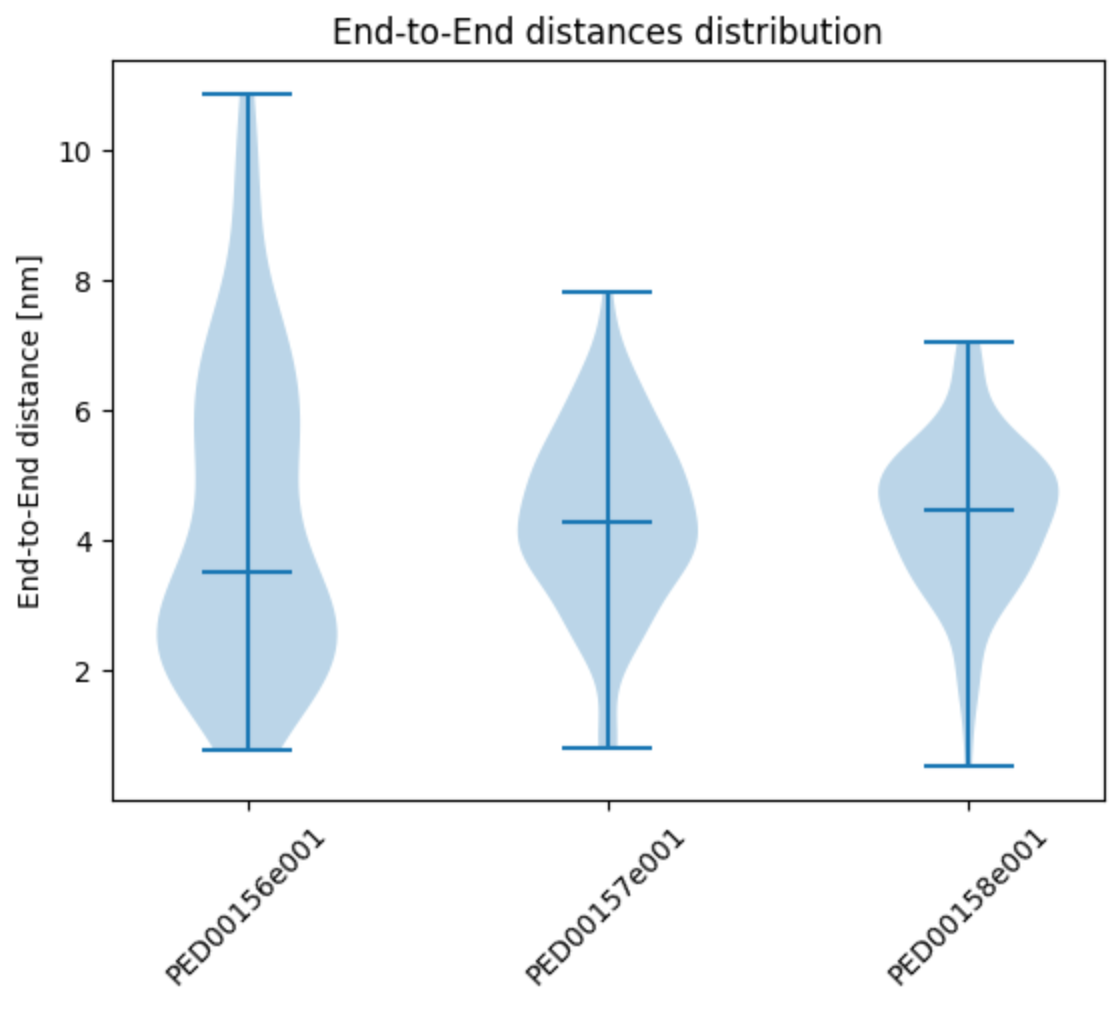 End-to-End distances distribution
End-to-End distance [nm]
10
8
6
4
2
PED00156e001
PED00157e001
PED00158e001